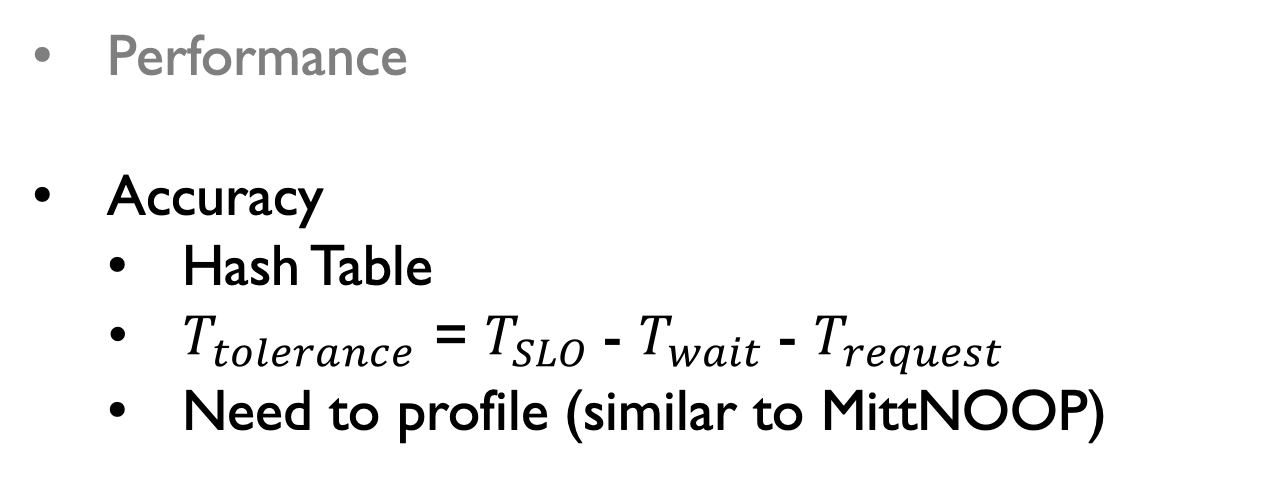 • Performance
• Accuracy
• Hash Table
• T_tolerance = T_SLO - T_wait - T_request
• Need to profile (similar to MittNOOP)